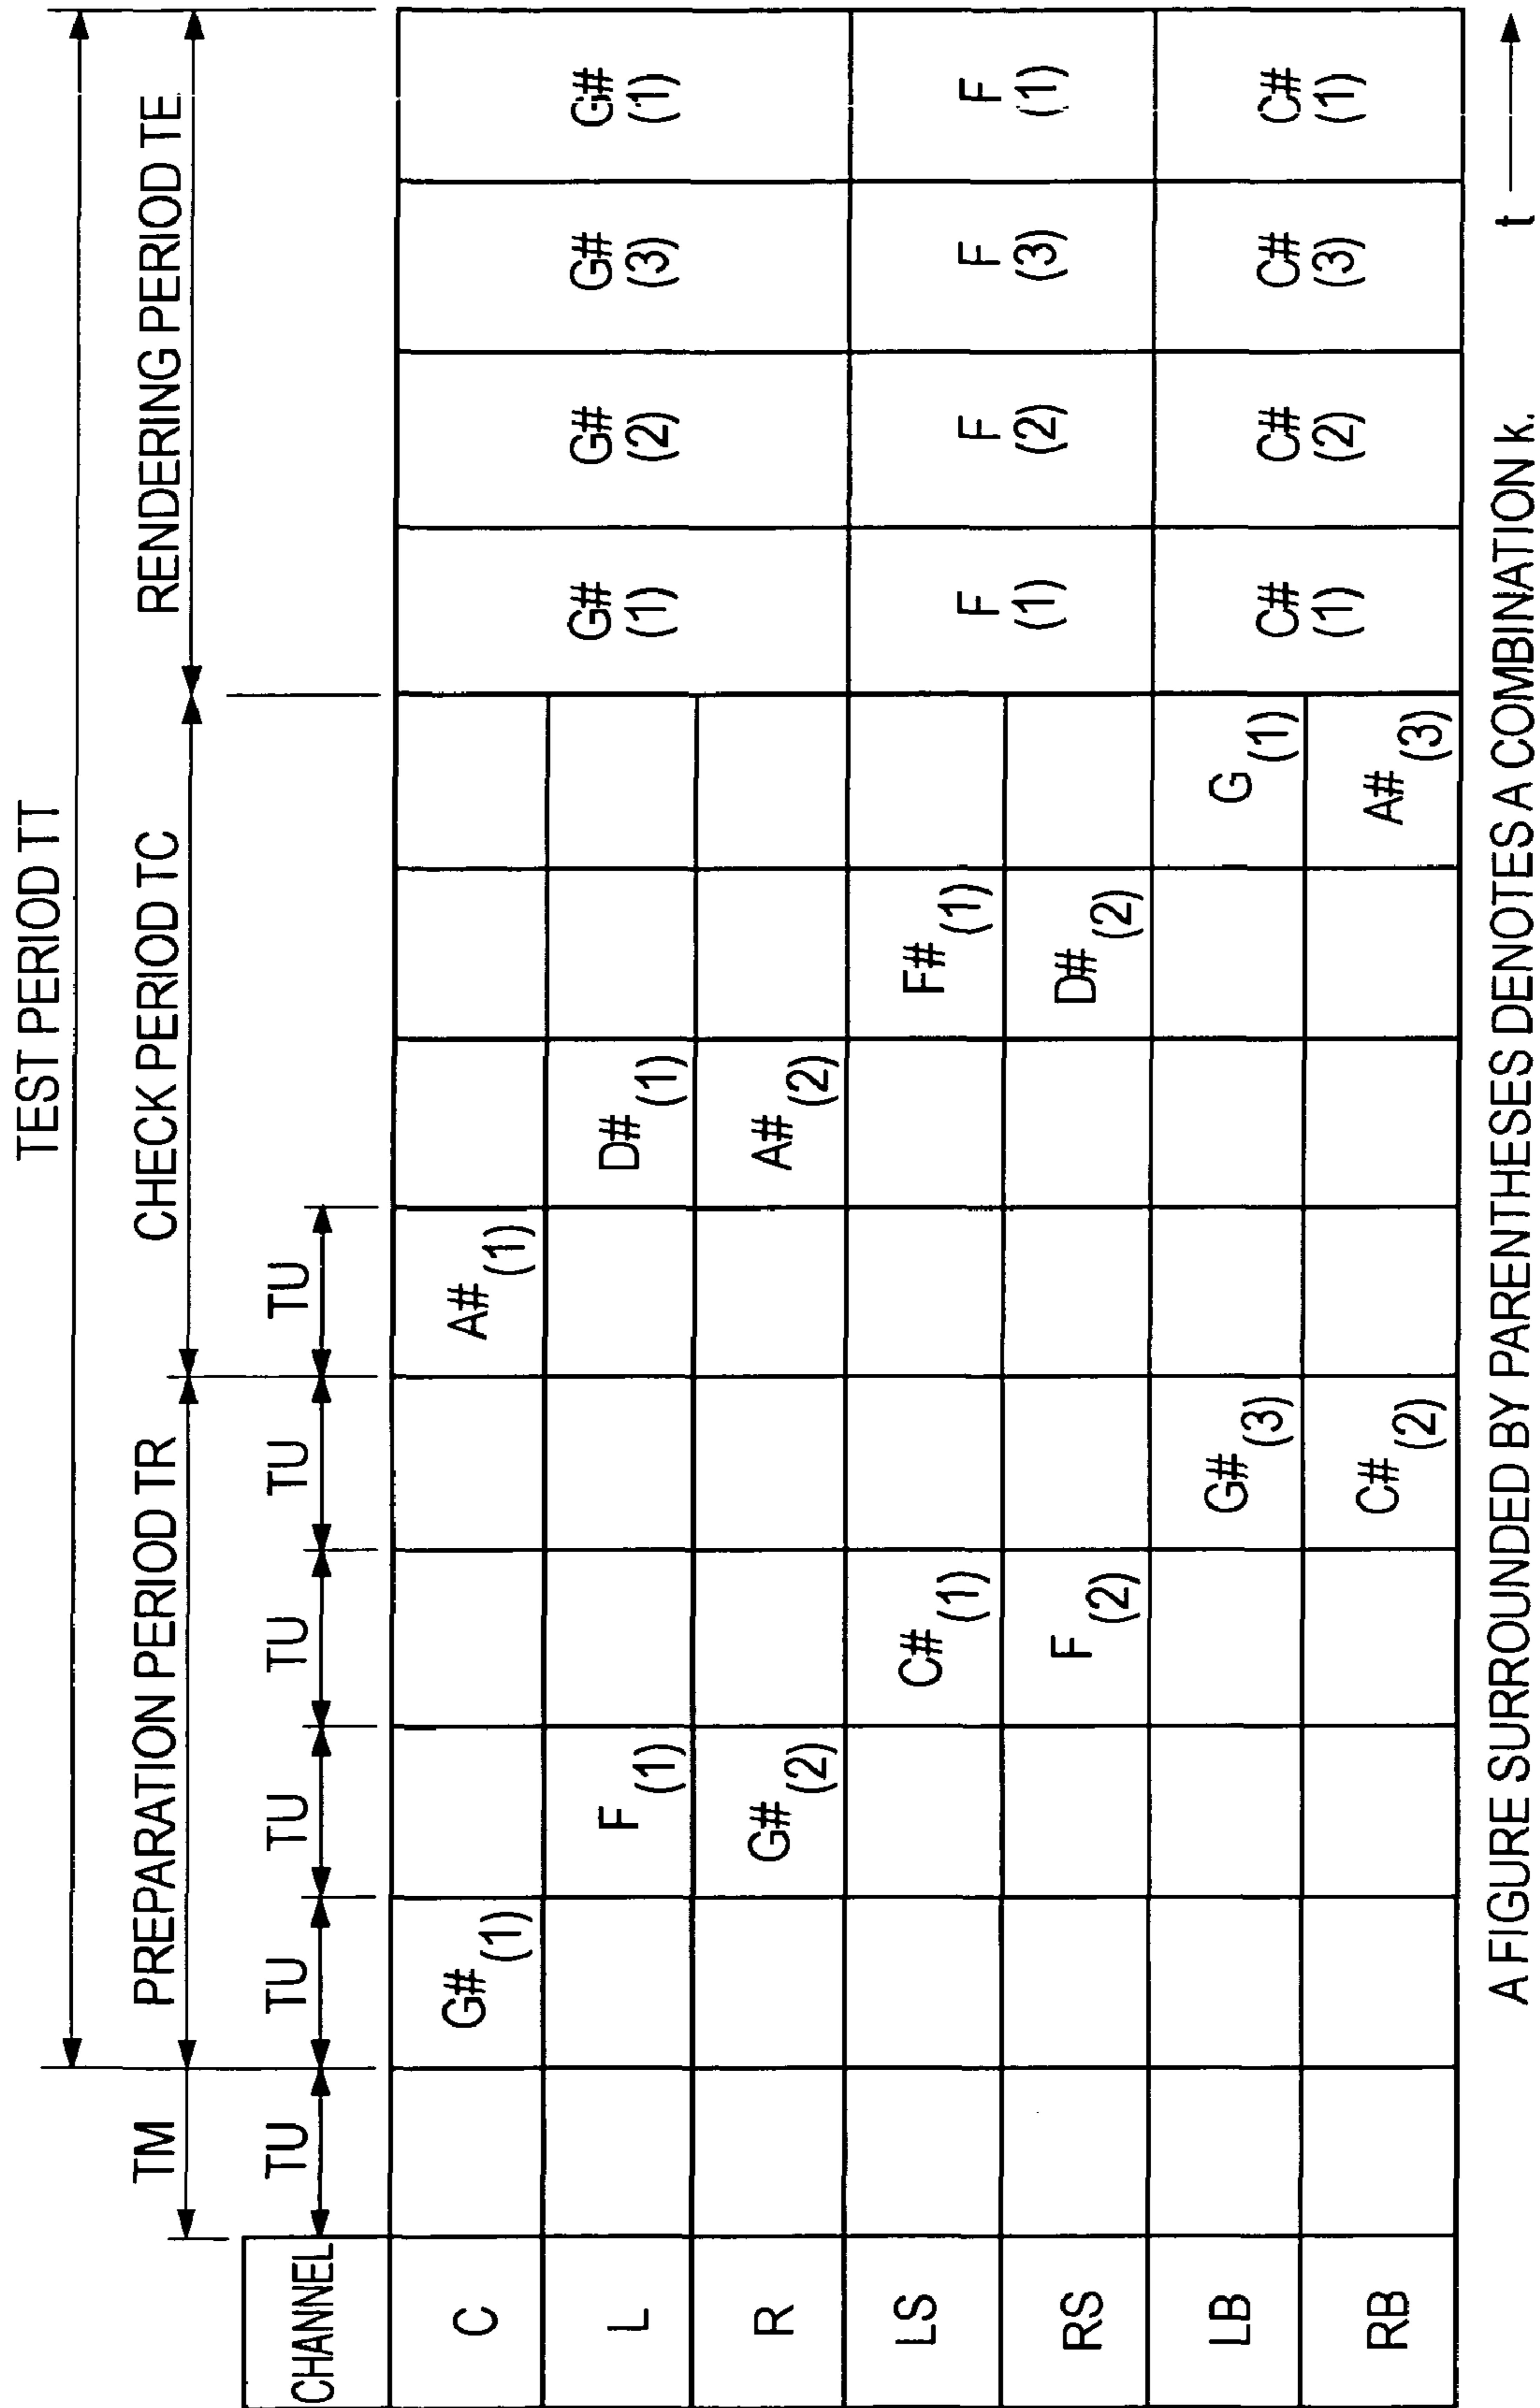 TEST PERIOD TT
TM
PREPARATION PERIOD TR
CHECK PERIOD TC
RENDERING PERIOD TE
CHANNEL
TU
TU
TU
TU
TU
TU
C
G# (1)
A# (1)
G# (1)
G# (2)
G# (3)
G# (1)
L
F (1)
D# (1)
R
G# (2)
A# (2)
LS
C# (1)
F# (1)
F (1)
F (2)
F (3)
F (1)
RS
F (2)
D# (2)
LB
G# (3)
G (1)
C# (1)
C# (2)
C# (3)
C# (1)
RB
C# (2)
A# (3)
A FIGURE SURROUNDED BY PARENTHESES DENOTES A COMBINATION k.
t